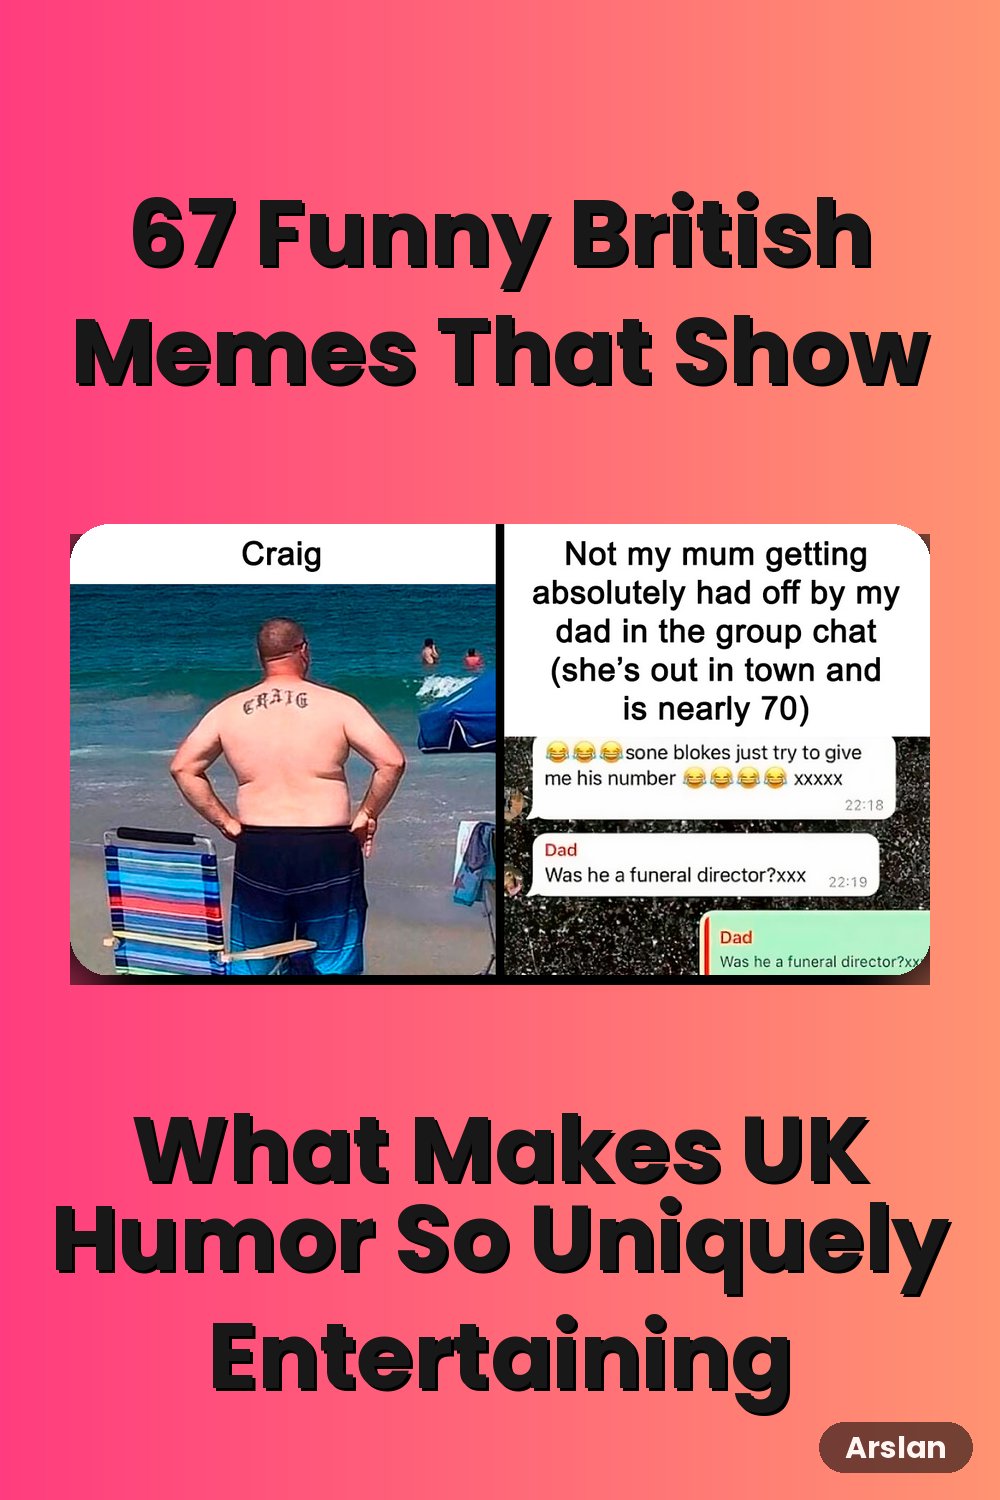 67 Funny British
Memes That Show
Craig
CRAIG
Not my mum getting
absolutely had off by my
dad in the group chat
(she’s out in town and
is nearly 70)
😂😂😂sone blokes just try to give
me his number 😂😂😂😂 xxxxx
22:18
Dad
Was he a funeral director?xxx
22:19
Dad
Was he a funeral director?xx
What Makes UK
Humor So Uniquely
Entertaining
Arslan